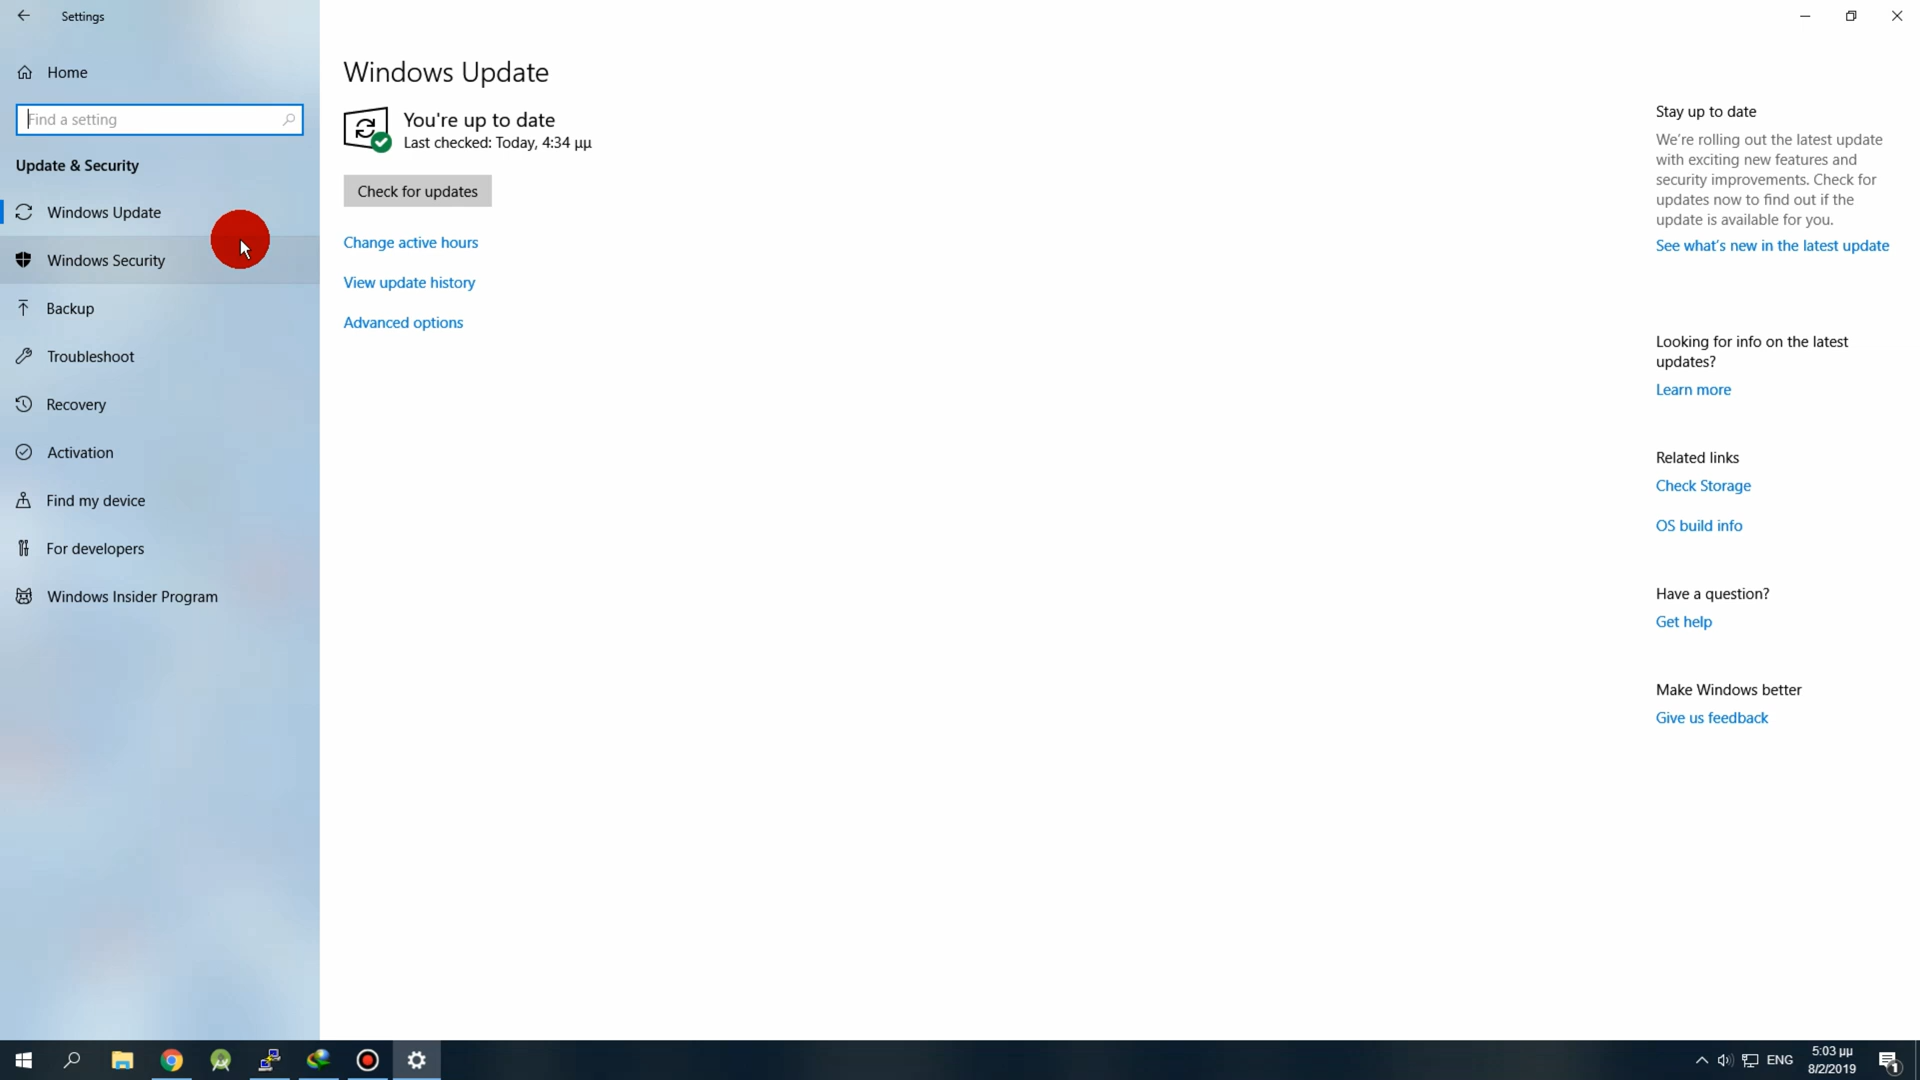 Settings
Home
Find a setting
Update & Security
Windows Update
Windows Security
Backup
Troubleshoot
Recovery
Activation
Find my device
For developers
Windows Insider Program
Windows Update
You're up to date
Last checked: Today, 4:34 μμ
Check for updates
Change active hours
View update history
Advanced options
Stay up to date
We're rolling out the latest update
with exciting new features and
security improvements. Check for
updates now to find out if the
update is available for you.
See what's new in the latest update
Looking for info on the latest
updates?
Learn more
Related links
Check Storage
OS build info
Have a question?
Get help
Make Windows better
Give us feedback
ENG
5:03 μμ
8/2/2019
1